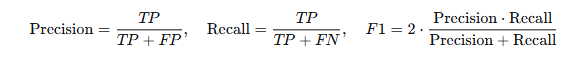 Precision = TP / (TP + FP), Recall = TP / (TP + FN), F1 = 2 · (Precision · Recall) / (Precision + Recall)